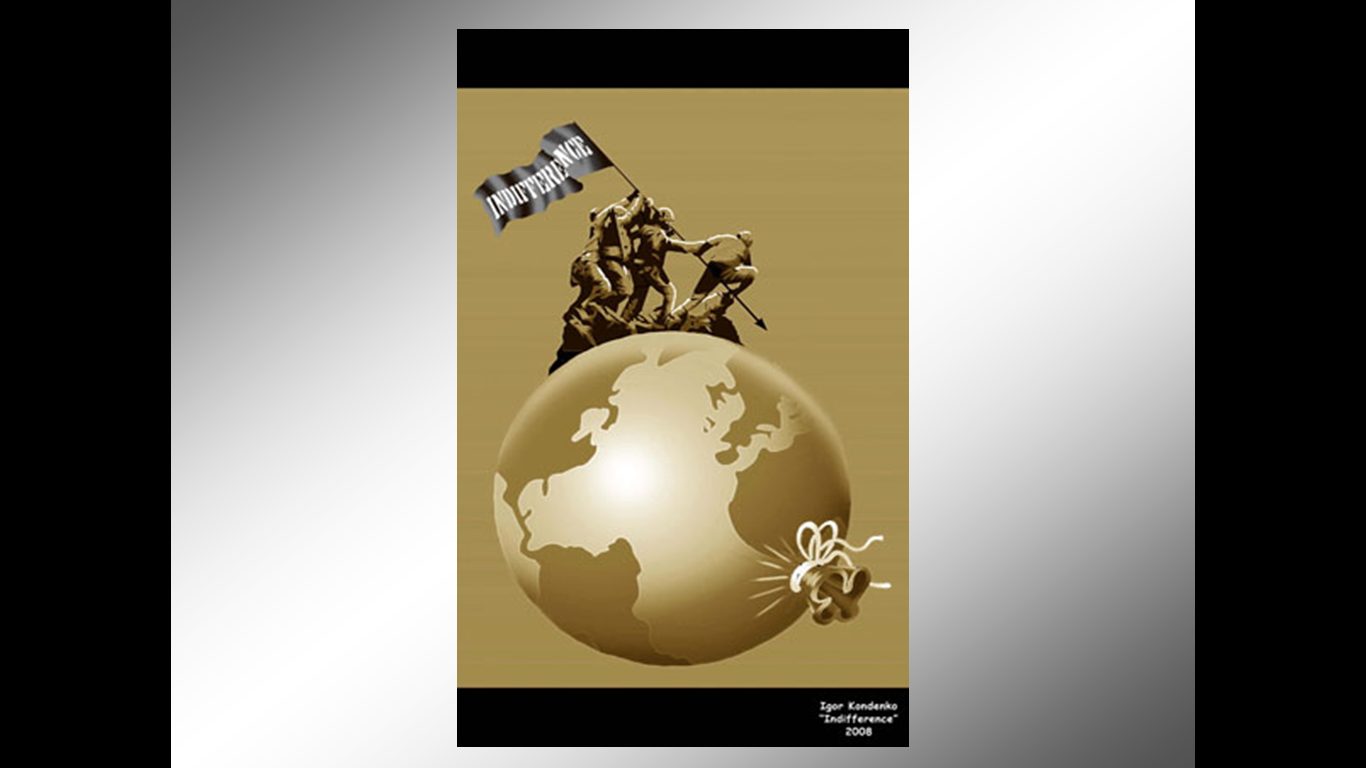 INDIFFERENCE
Igor Kondenko
"Indifference"
2008